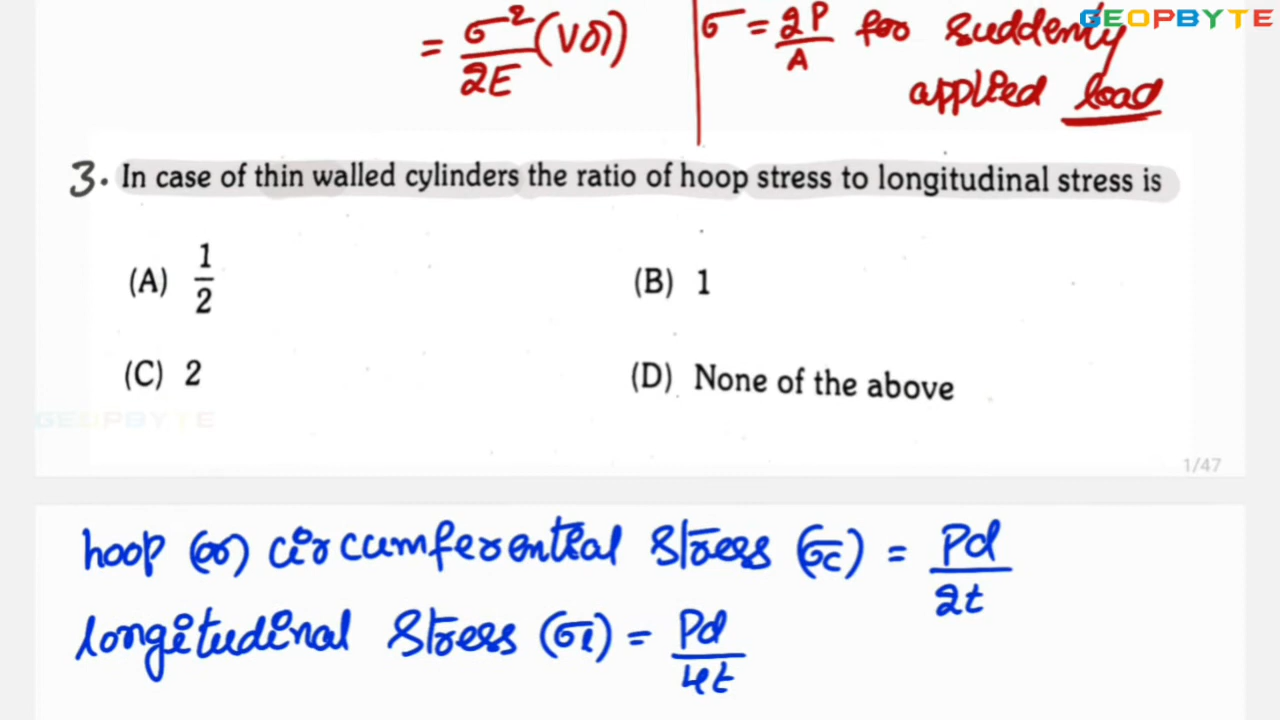 GEOPBYTE
= σ²/2E (Vol)
σ = 2P/A for suddenly
applied load
3. In case of thin walled cylinders the ratio of hoop stress to longitudinal stress is
(A) 1/2
(B) 1
(C) 2
(D) None of the above
GEOPBYTE
1/47
hoop (or) circumferential stress (σc) = Pd/2t
longitudinal stress (σl) = Pd/4t